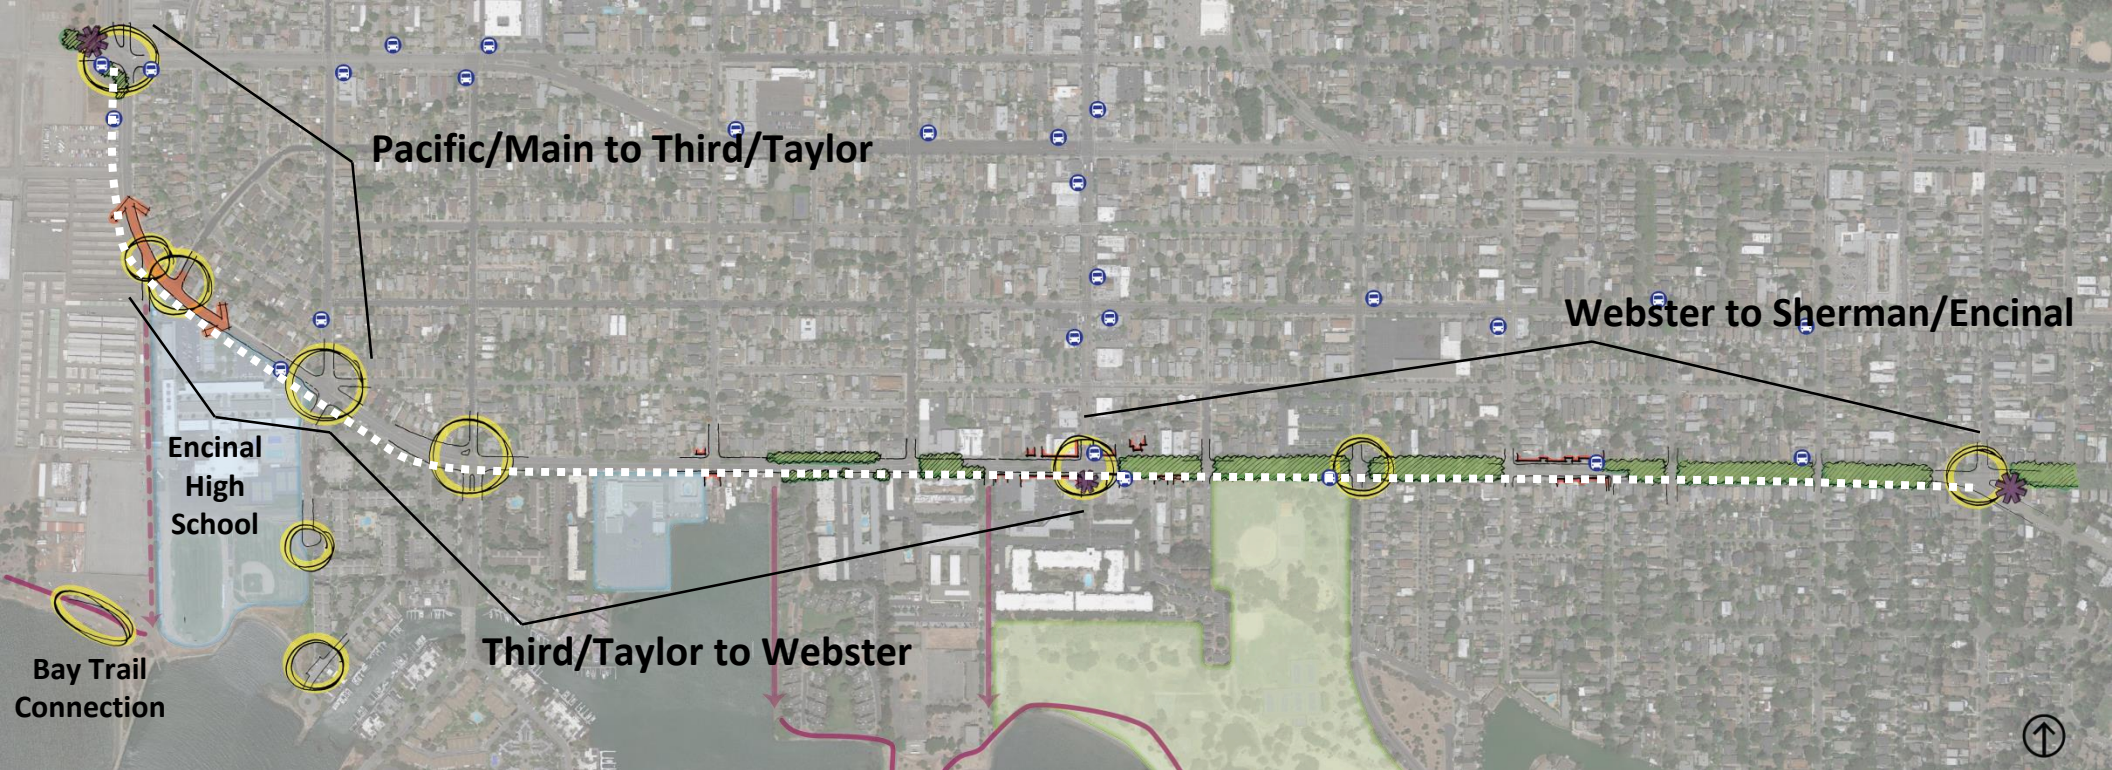 Pacific/Main to Third/Taylor
Webster to Sherman/Encinal
Encinal
High
School
Third/Taylor to Webster
Bay Trail
Connection